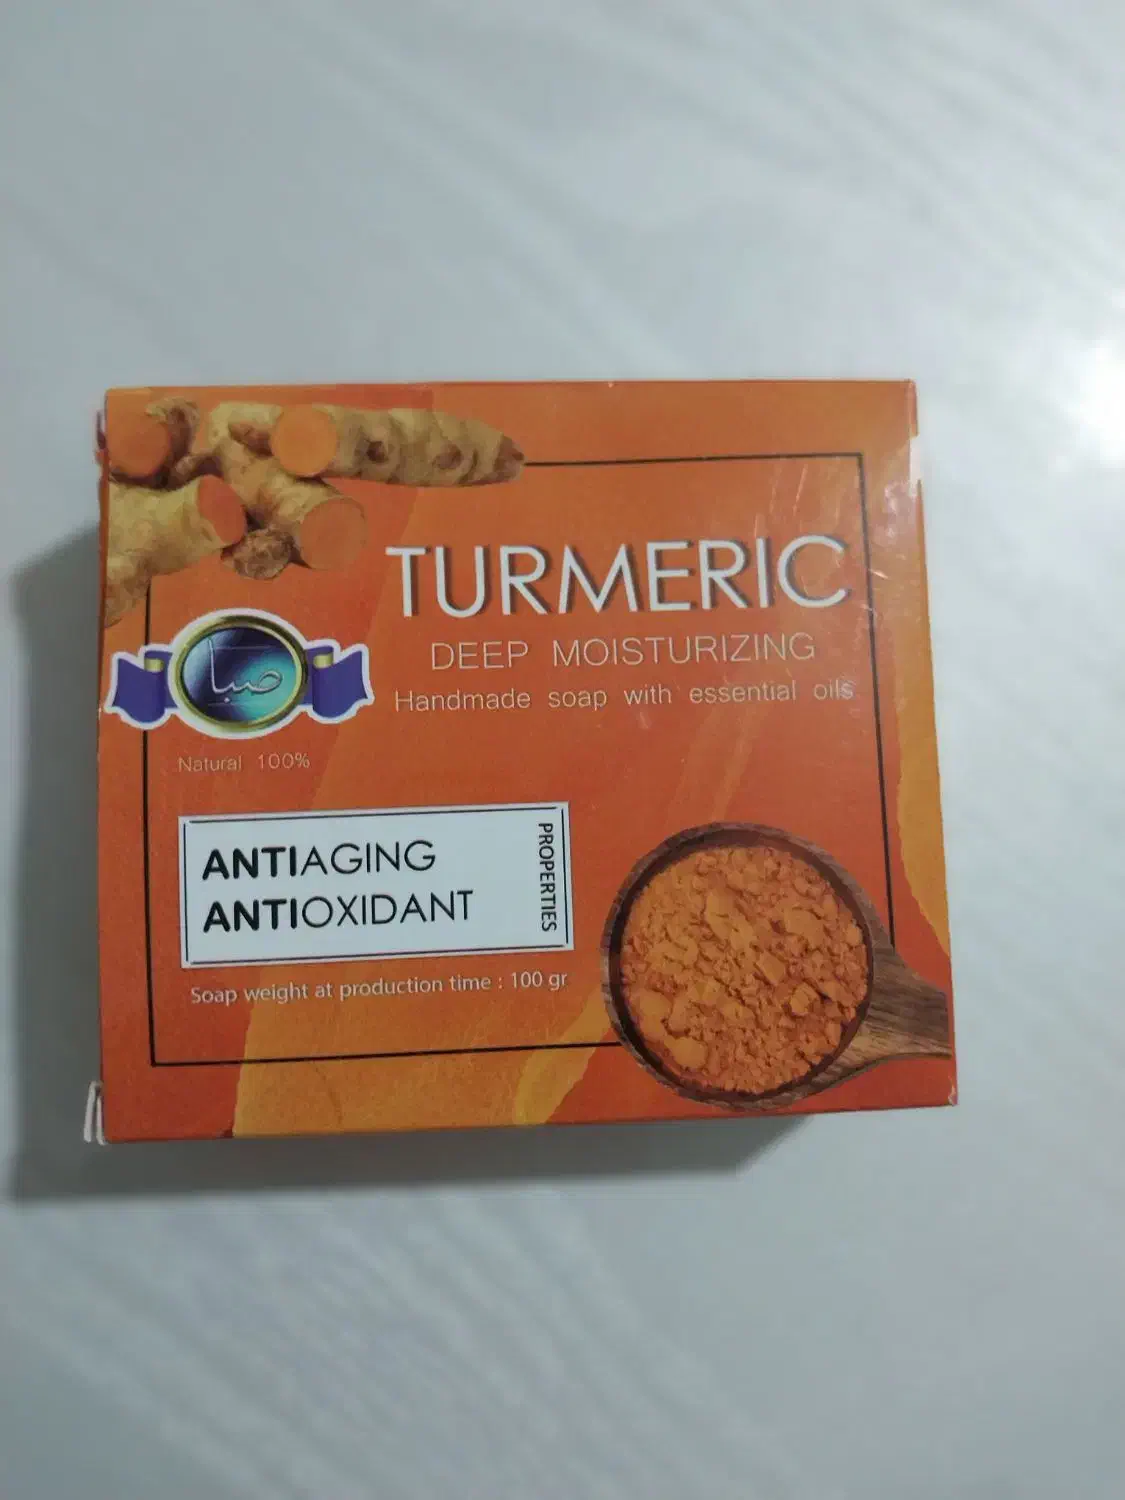 TURMERIC
DEEP MOISTURIZING
Handmade soap with essential oils
صبا
Natural 100%
ANTIAGING
ANTIOXIDANT
PROPERTIES
Soap weight at production time : 100 gr